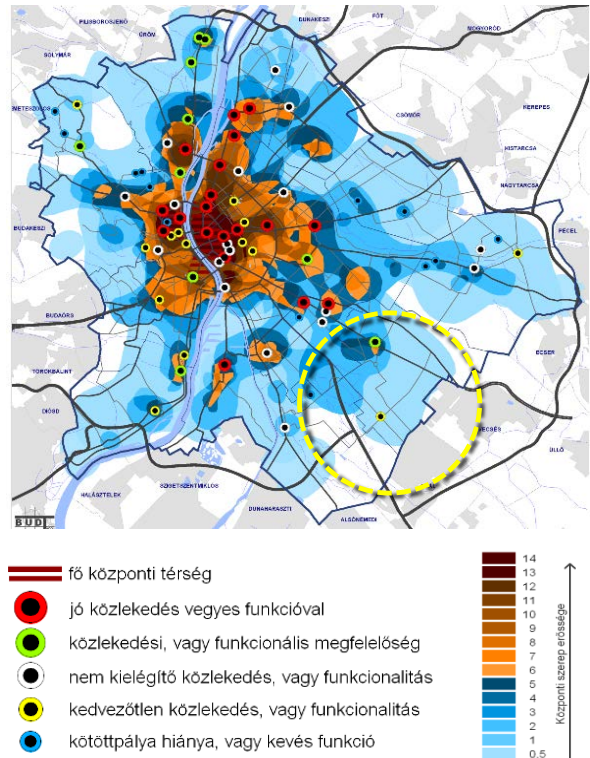 PILISBOROSJENŐ
ÜRÖM
DUNAKESZI
FÓT
MOGYORÓD
SOLYMÁR
KEREPES
CSÖMÖR
KISTARCSA
NAGYTARCSA
BUDAKESZI
PÉCEL
BUDAÖRS
ECSER
TÖRÖKBÁLINT
DIÓSD
VECSÉS
ÜLLŐ
SZIGETSZENTMIKLÓS
HALÁSZTELEK
DUNAHARASZTI
ALSÓNÉMEDI
BUD
fő központi térség
jó közlekedés vegyes funkcióval
közlekedési, vagy funkcionális megfelelőség
nem kielégítő közlekedés, vagy funkcionalitás
kedvezőtlen közlekedés, vagy funkcionalitás
kötöttpálya hiánya, vagy kevés funkció
14
13
12
11
10
9
8
7
6
5
4
3
2
1
0.5
Központi szerep erőssége